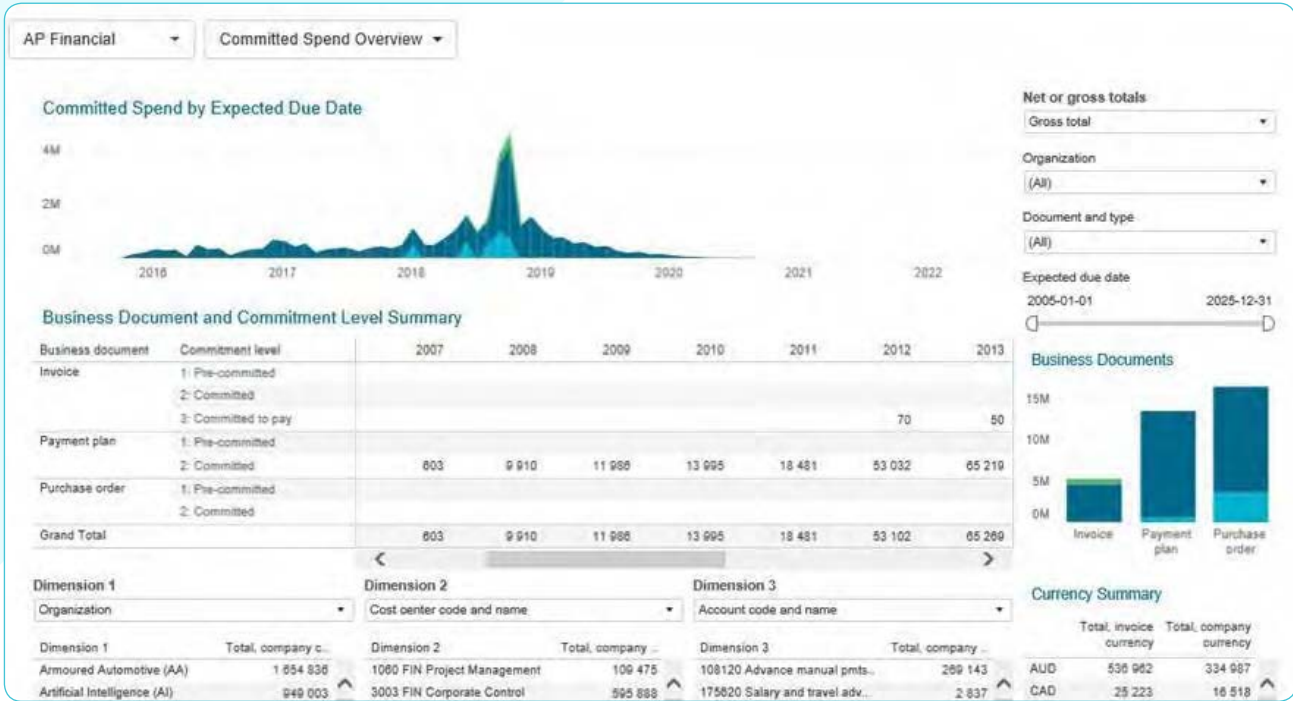 AP Financial Committed Spend Overview
Committed Spend by Expected Due Date
4M
2M
0M
2016 2017 2018 2019 2020 2021 2022
Net or gross totals
Gross total
Organization
(All)
Document and type
(All)
Expected due date
2005-01-01 2025-12-31
Business Document and Commitment Level Summary
Business document Commitment level 2007 2008 2009 2010 2011 2012 2013
Invoice 1: Pre-committed
2: Committed
3: Committed to pay 70 50
Payment plan 1: Pre-committed
2: Committed 603 9 910 11 986 13 995 18 481 53 032 65 219
Purchase order 1: Pre-committed
2: Committed
Grand Total 603 9 910 11 986 13 995 18 481 53 102 65 269
Business Documents
15M
10M
5M
0M
Invoice Payment plan Purchase order
Dimension 1 Dimension 2 Dimension 3
Organization Cost center code and name Account code and name
Dimension 1 Total, company c... Dimension 2 Total, company ... Dimension 3 Total, company ...
Armoured Automotive (AA) 1 654 836 1060 FIN Project Management 109 475 108120 Advance manual pmts... 269 143
Artificial Intelligence (AI) 949 003 3003 FIN Corporate Control 595 888 175620 Salary and travel adv... 2 837
Currency Summary
Total, invoice currency Total, company currency
AUD 536 962 334 987
CAD 25 223 16 518